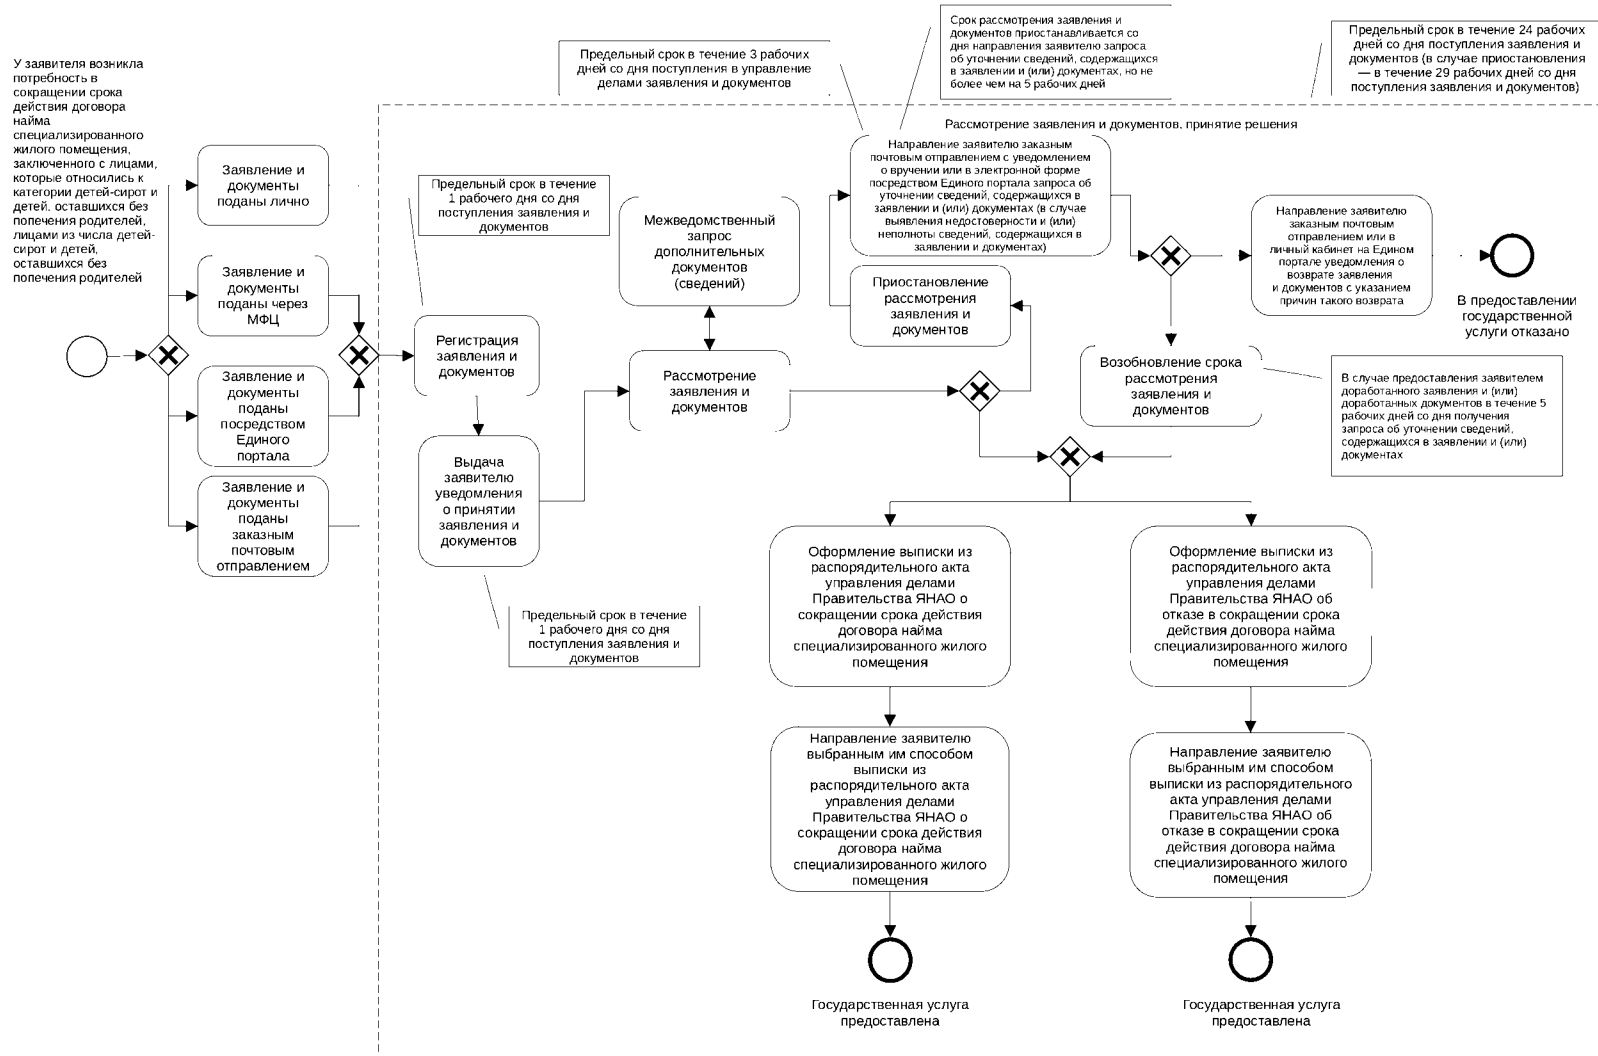 У заявителя возникла
потребность в
сокращении срока
действия договора
найма
специализированного
жилого помещения,
заключенного с лицами,
которые относились к
категории детей-сирот и
детей, оставшихся без
попечения родителей,
лицами из числа детей-
сирот и детей,
оставшихся без
попечения родителей
Заявление и
документы
поданы лично
Заявление и
документы
поданы через
МФЦ
Заявление и
документы
поданы
посредством
Единого
портала
Заявление и
документы
поданы
заказным
почтовым
отправлением
Предельный срок в течение
1 рабочего дня со дня
поступления заявления и
документов
Регистрация
заявления и
документов
Выдача
заявителю
уведомления
о принятии
заявления и
документов
Предельный срок в течение
1 рабочего дня со дня
поступления заявления и
документов
Межведомственный
запрос
дополнительных
документов
(сведений)
Рассмотрение
заявления и
документов
Предельный срок в течение 3 рабочих
дней со дня поступления в управление
делами заявления и документов
Срок рассмотрения заявления и
документов приостанавливается со
дня направления заявителю запроса
об уточнении сведений, содержащихся
в заявлении и (или) документах, но не
более чем на 5 рабочих дней
Предельный срок в течение 24 рабочих
дней со дня поступления заявления и
документов (в случае приостановления
— в течение 29 рабочих дней со дня
поступления заявления и документов)
Рассмотрение заявления и документов, принятие решения
Направление заявителю заказным
почтовым отправлением с уведомлением
о вручении или в электронной форме
посредством Единого портала запроса об
уточнении сведений, содержащихся в
заявлении и (или) документах (в случае
выявления недостоверности и (или)
неполноты сведений, содержащихся в
заявлении и документах)
Приостановление
рассмотрения
заявления и
документов
Направление заявителю
заказным почтовым
отправлением или в
личный кабинет на Едином
портале уведомления о
возврате заявления
и документов с указанием
причин такого возврата
В предоставлении
государственной
услуги отказано
Возобновление срока
рассмотрения
заявления и
документов
В случае предоставления заявителем
доработанного заявления и (или)
доработанных документов в течение 5
рабочих дней со дня получения
запроса об уточнении сведений,
содержащихся в заявлении и (или)
документах
Оформление выписки из
распорядительного акта
управления делами
Правительства ЯНАО о
сокращении срока действия
договора найма
специализированного жилого
помещения
Оформление выписки из
распорядительного акта
управления делами
Правительства ЯНАО об
отказе в сокращении срока
действия договора найма
специализированного жилого
помещения
Направление заявителю
выбранным им способом
выписки из
распорядительного акта
управления делами
Правительства ЯНАО о
сокращении срока действия
договора найма
специализированного жилого
помещения
Направление заявителю
выбранным им способом
выписки из распорядительного
акта управления делами
Правительства ЯНАО об
отказе в сокращении срока
действия договора найма
специализированного жилого
помещения
Государственная услуга
предоставлена
Государственная услуга
предоставлена